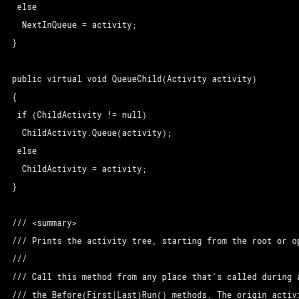 else
NextInQueue = activity;
}
public virtual void QueueChild(Activity activity)
{
if (ChildActivity != null)
ChildActivity.Queue(activity);
else
ChildActivity = activity;
}
/// <summary>
/// Prints the activity tree, starting from the root or
///
/// Call this method from any place that's called during
/// the Before(First|Last)Run() methods. The origin